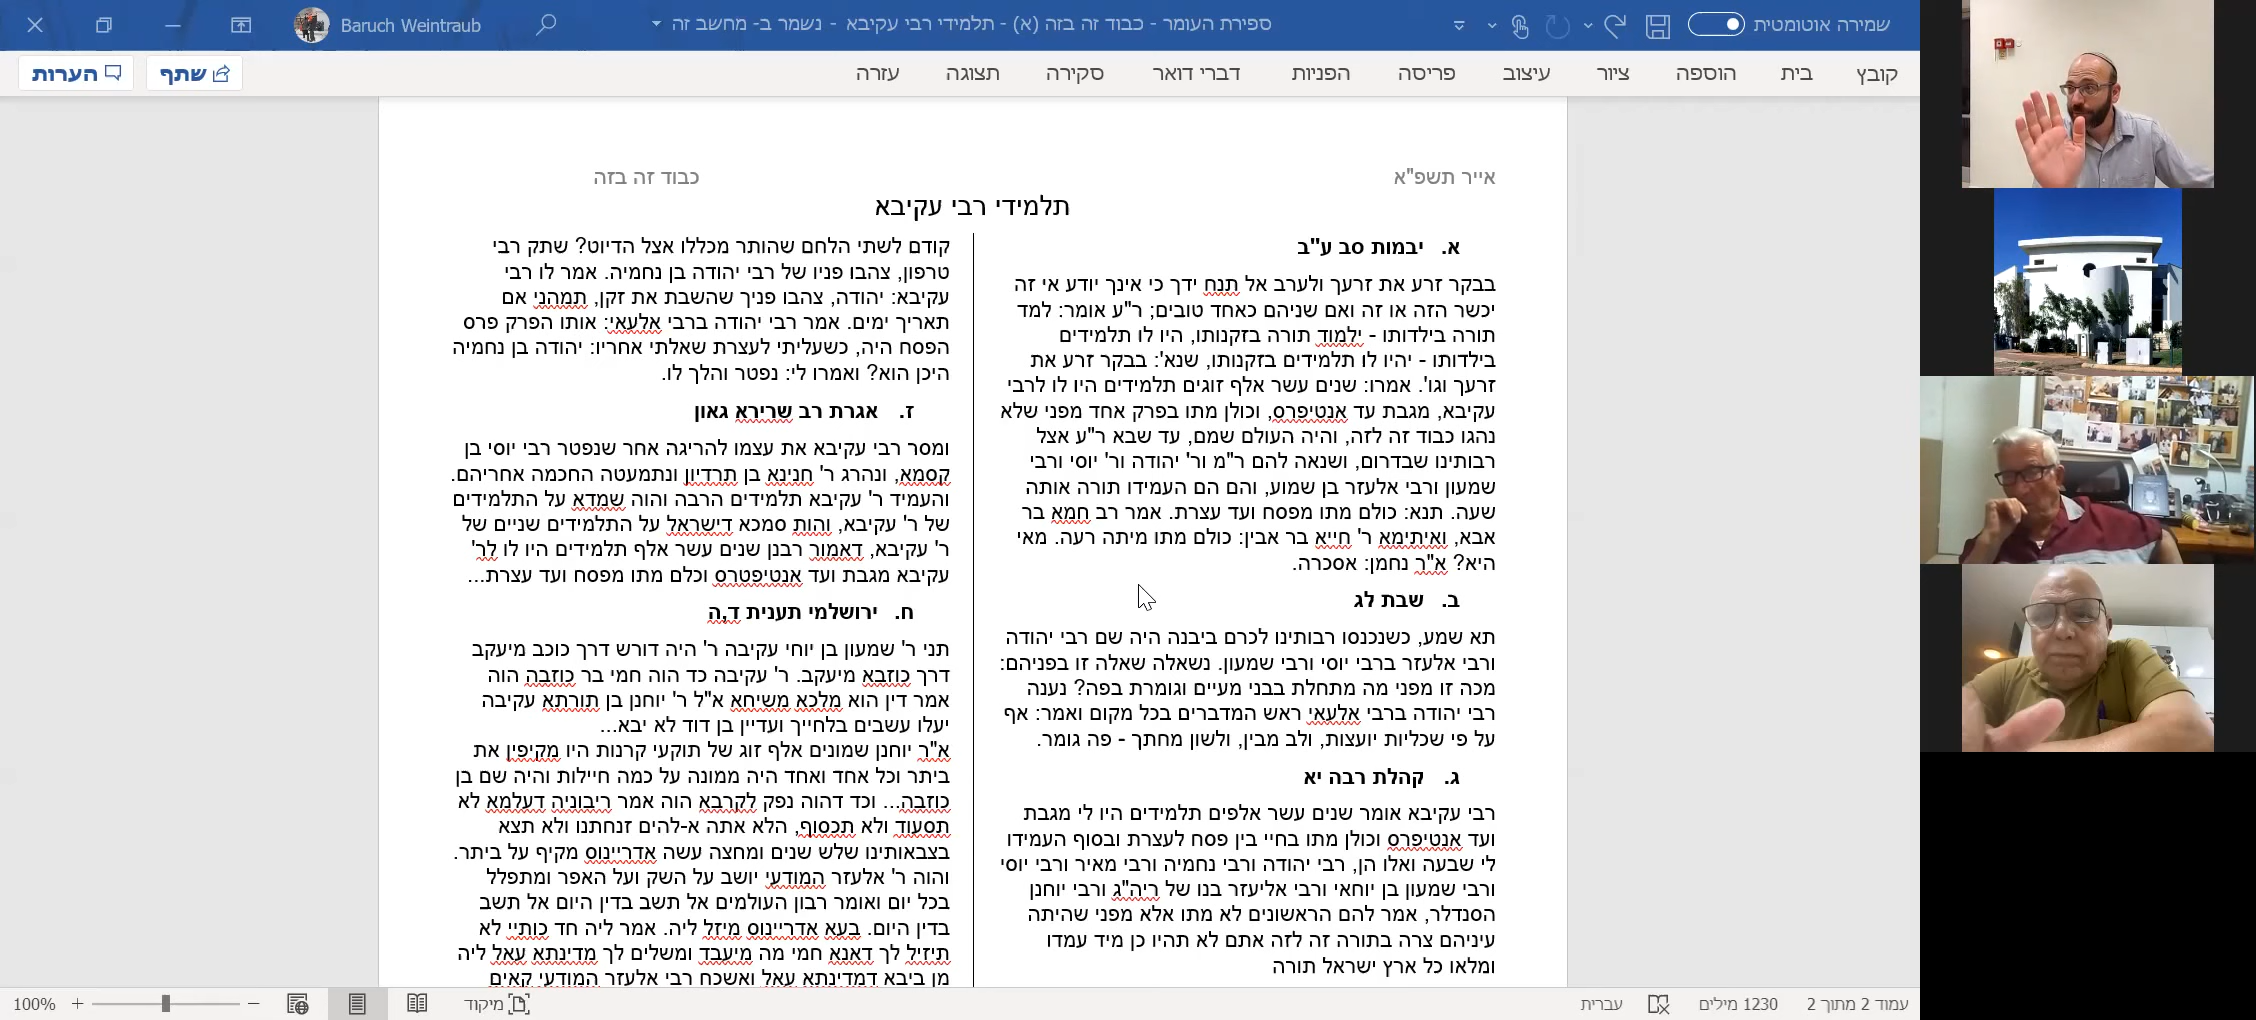 שמירה אוטומטית
ספירת העומר - כבוד זה בזה (א) - תלמידי רבי עקיבא - נשמר ב- מחשב זה
Baruch Weintraub
קובץ בית הוספה ציור עיצוב פריסה הפניות דברי דואר סקירה תצוגה עזרה
שתף
הערות
אייר תשפ"א
כבוד זה בזה
תלמידי רבי עקיבא
א. יבמות סב ע"ב
בבקר זרע את זרעך ולערב אל תנח ידך כי אינך יודע אי זה
יכשר הזה או זה ואם שניהם כאחד טובים; ר"ע אומר: למד
תורה בילדותו - ילמוד תורה בזקנותו, היו לו תלמידים
בילדותו - יהיו לו תלמידים בזקנותו, שנא': בבקר זרע את
זרעך וגו'. אמרו: שנים עשר אלף זוגים תלמידים היו לו לרבי
עקיבא, מגבת עד אנטיפרס, וכולן מתו בפרק אחד מפני שלא
נהגו כבוד זה לזה, והיה העולם שמם, עד שבא ר"ע אצל
רבותינו שבדרום, ושנאה להם ר"מ ור' יהודה ור' יוסי ורבי
שמעון ורבי אלעזר בן שמוע, והם הם העמידו תורה אותה
שעה. תנא: כולם מתו מפסח ועד עצרת. אמר רב חמא בר
אבא, ואיתימא ר' חייא בר אבין: כולם מתו מיתה רעה. מאי
היא? א"ר נחמן: אסכרה.
ב. שבת לג
תא שמע, כשנכנסו רבותינו לכרם ביבנה היה שם רבי יהודה
ורבי אלעזר ברבי יוסי ורבי שמעון. נשאלה שאלה זו בפניהם:
מכה זו מפני מה מתחלת בבני מעיים וגומרת בפה? נענה
רבי יהודה ברבי אלעאי ראש המדברים בכל מקום ואמר: אף
על פי שכליות יועצות, ולב מבין, ולשון מחתך - פה גומר.
ג. קהלת רבה יא
רבי עקיבא אומר שנים עשר אלפים תלמידים היו לי מגבת
ועד אנטיפרס וכולן מתו בחיי בין פסח לעצרת ובסוף העמידו
לי שבעה ואלו הן, רבי יהודה ורבי נחמיה ורבי מאיר ורבי יוסי
ורבי שמעון בן יוחאי ורבי אליעזר בנו של ריה"ג ורבי יוחנן
הסנדלר, אמר להם הראשונים לא מתו אלא מפני שהיתה
עיניהם צרה בתורה זה לזה אתם לא תהיו כן מיד עמדו
ומלאו כל ארץ ישראל תורה
קודם לשתי הלחם שהותר מכללו אצל הדיוט? שתק רבי
טרפון, צהבו פניו של רבי יהודה בן נחמיה. אמר לו רבי
עקיבא: יהודה, צהבו פניך שהשבת את זקן, תמהני אם
תאריך ימים. אמר רבי יהודה ברבי אלעאי: אותו הפרק פרס
הפסח היה, כשעליתי לעצרת שאלתי אחריו: יהודה בן נחמיה
היכן הוא? ואמרו לי: נפטר והלך לו.
ז. אגרת רב שרירא גאון
ומסר רבי עקיבא את עצמו להריגה אחר שנפטר רבי יוסי בן
קסמא, ונהרג ר' חנינא בן תרדיון ונתמעטה החכמה אחריהם.
והעמיד ר' עקיבא תלמידים הרבה והוה שמדא על התלמידים
של ר' עקיבא, והות סמכא דישראל על התלמידים שניים של
ר' עקיבא, דאמור רבנן שנים עשר אלף תלמידים היו לו לר'
עקיבא מגבת ועד אנטיפטרס וכלם מתו מפסח ועד עצרת...
ח. ירושלמי תענית ד,ה
תני ר' שמעון בן יוחי עקיבה ר' היה דורש דרך כוכב מיעקב
דרך כוזבא מיעקב. ר' עקיבה כד הוה חמי בר כוזבה הוה
אמר דין הוא מלכא משיחא א"ל ר' יוחנן בן תורתא עקיבה
יעלו עשבים בלחייך ועדיין בן דוד לא יבא...
א"ר יוחנן שמונים אלף זוג של תוקעי קרנות היו מקיפין את
ביתר וכל אחד ואחד היה ממונה על כמה חיילות והיה שם בן
כוזבה... וכד דהוה נפק לקרבא הוה אמר ריבוניה דעלמא לא
תסעוד ולא תכסוף, הלא אתה א-להים זנחתנו ולא תצא
בצבאותינו שלש שנים ומחצה עשה אדריינוס מקיף על ביתר.
והוה ר' אלעזר המודעי יושב על השק ועל האפר ומתפלל
בכל יום ואומר רבון העולמים אל תשב בדין היום אל תשב
בדין היום. בעא אדריינוס מיזל ליה. אמר ליה חד כותיי לא
תיזיל לך דאנא חמי מה מיעבד ומשלים לך מדינתא עאל ליה
מן ביבא דמדינתא עאל ואשכח רבי אלעזר המודעי קאים
עמוד 2 מתוך 2
1230 מילים
עברית
מיקוד
100%